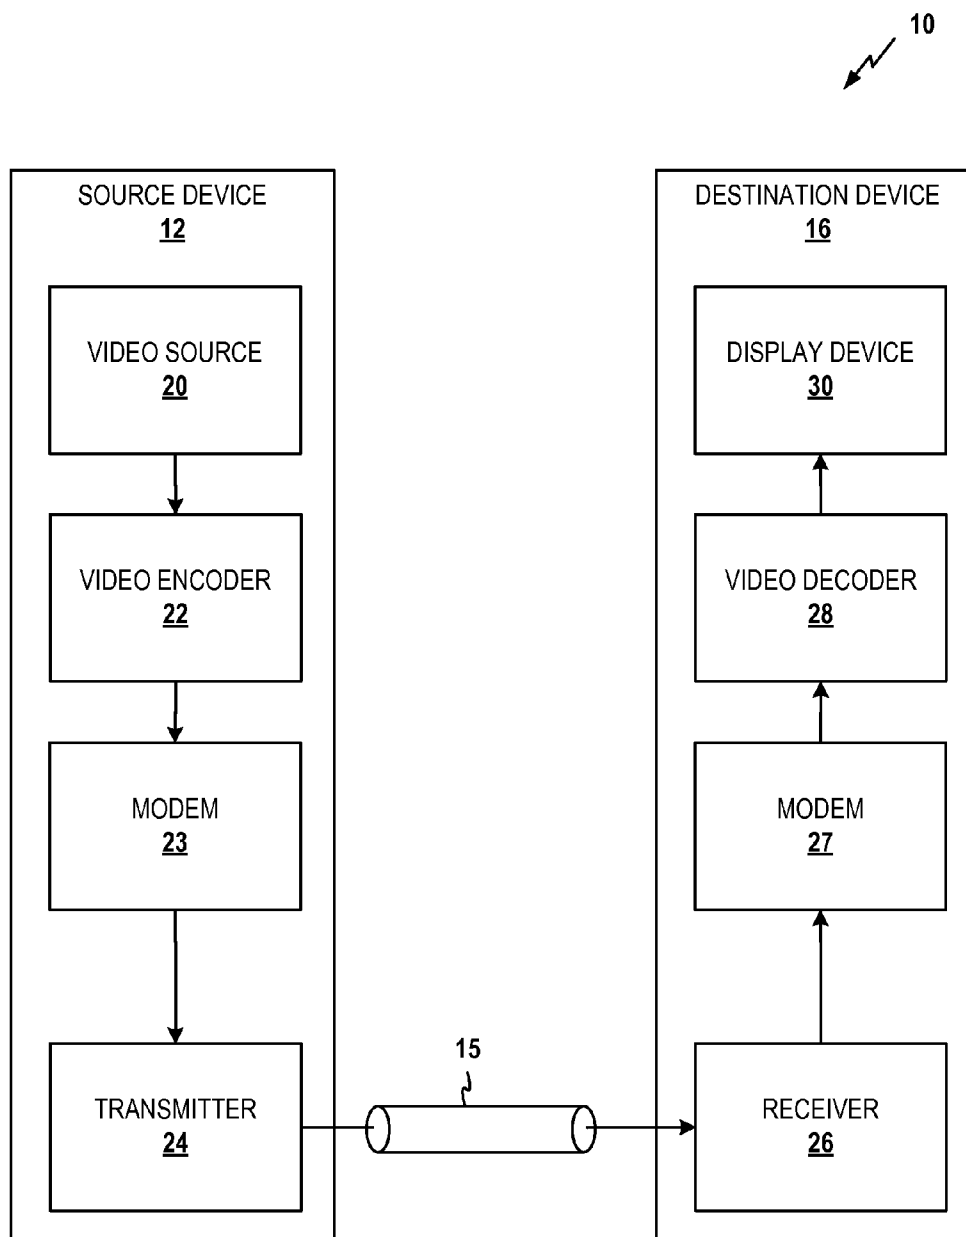 10
SOURCE DEVICE
12
VIDEO SOURCE
20
VIDEO ENCODER
22
MODEM
23
TRANSMITTER
24
15
DESTINATION DEVICE
16
DISPLAY DEVICE
30
VIDEO DECODER
28
MODEM
27
RECEIVER
26